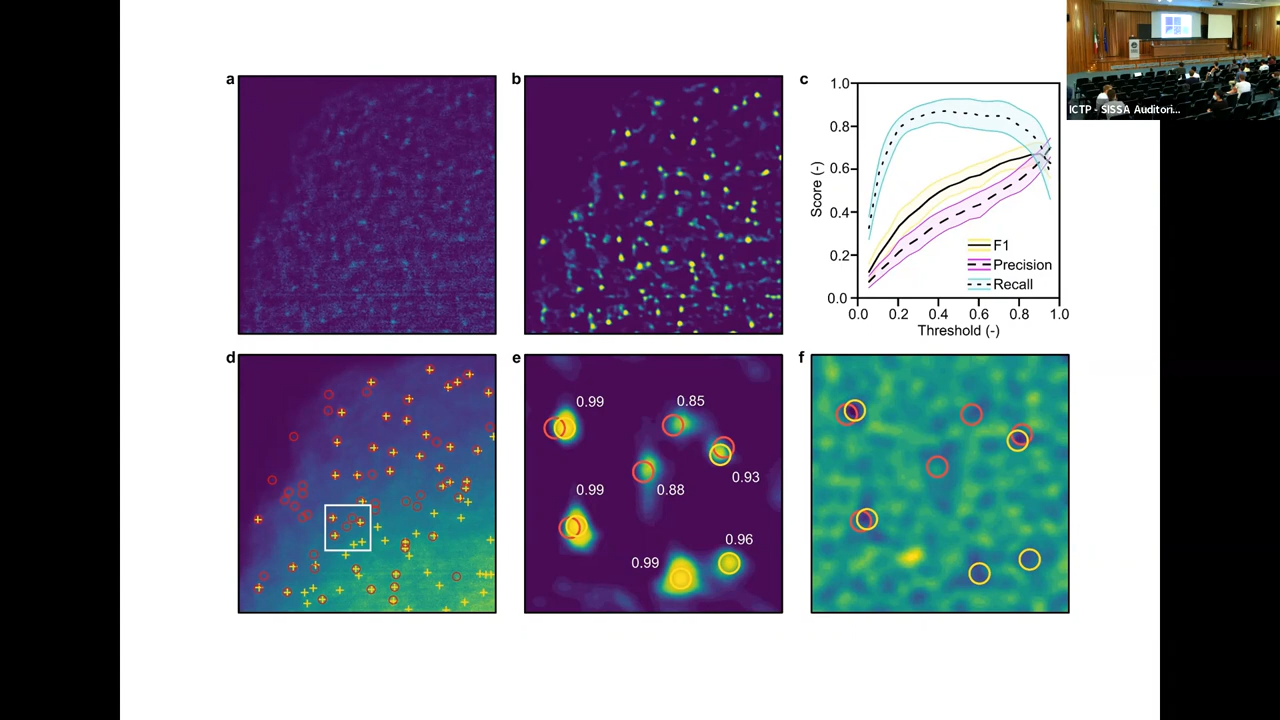 a
b
c
1.0
0.8
0.6
0.4
0.2
0.0
Score (-)
F1
Precision
Recall
0.0 0.2 0.4 0.6 0.8 1.0
Threshold (-)
ICTP - SISSA Auditori...
d
e
f
0.99
0.85
0.93
0.88
0.99
0.96
0.99